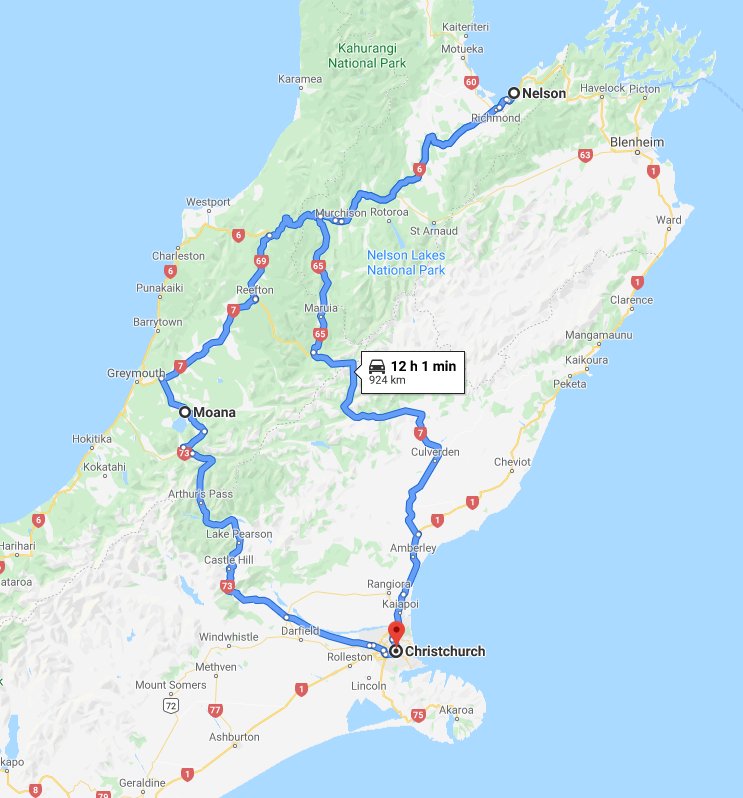 Kaiteriteri
Kahurangi
National Park
Motueka
Karamea
60
Nelson
Havelock
Picton
Richmond
Blenheim
63
6
1
Westport
Murchison
Rotoroa
Ward
St Arnaud
6
Charleston
Nelson Lakes
National Park
69
65
6
Punakaiki
Reefton
1
Clarence
7
Maruia
Barrytown
65
Mangamaunu
12 h 1 min
924 km
Kaikoura
Greymouth
7
Peketa
Moana
Hokitika
7
73
Culverden
Kokatahi
Cheviot
Arthur's Pass
1
6
1
Lake Pearson
Harihari
Amberley
Castle Hill
ataroa
73
Rangiora
Kaiapoi
Darfield
Windwhistle
Christchurch
Rolleston
Methven
Mount Somers
Lincoln
1
72
77
75
Akaroa
Ashburton
kapo
1
Geraldine
8
79